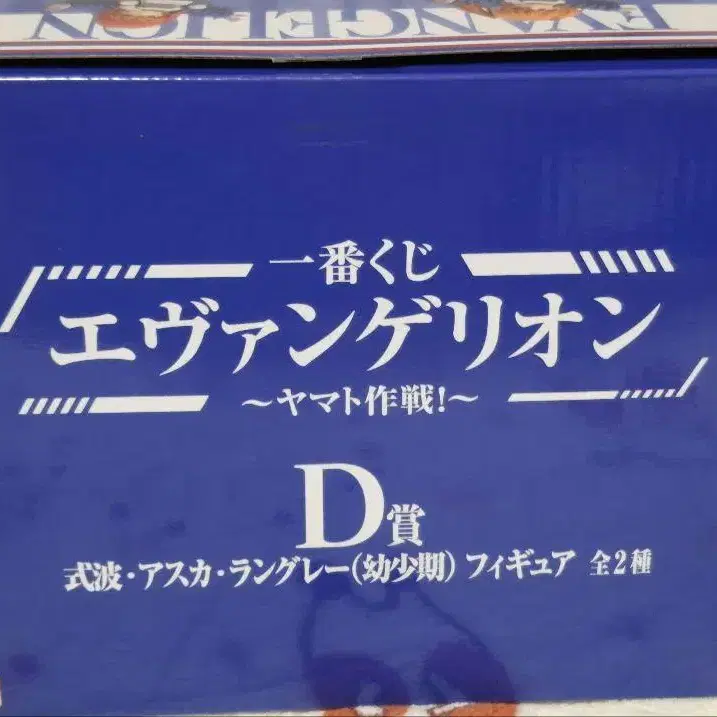 EVANGELION
一番くじ
エヴァンゲリオン
～ヤマト作戦!～
D賞
式波・アスカ・ラングレー(幼少期) フィギュア 全2種